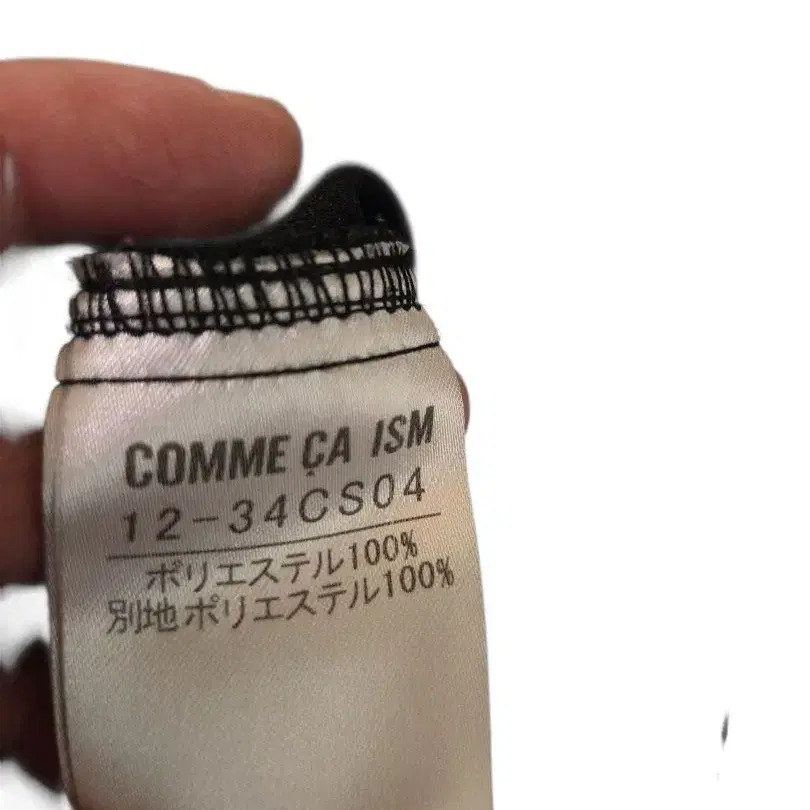 COMME ÇA ISM
12-34CS04
ポリエステル100%
別地 ポリエステル100%